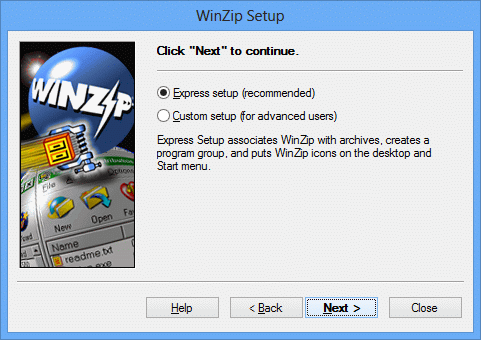 WinZip Setup
Click "Next" to continue.
WINZIP
Express setup (recommended)
Custom setup (for advanced users)
Express Setup associates WinZip with archives, creates a
program group, and puts WinZip icons on the desktop and
Start menu.
File
Options
New
Open
Name
readme.txt
.exe
Help
< Back
Next >
Close